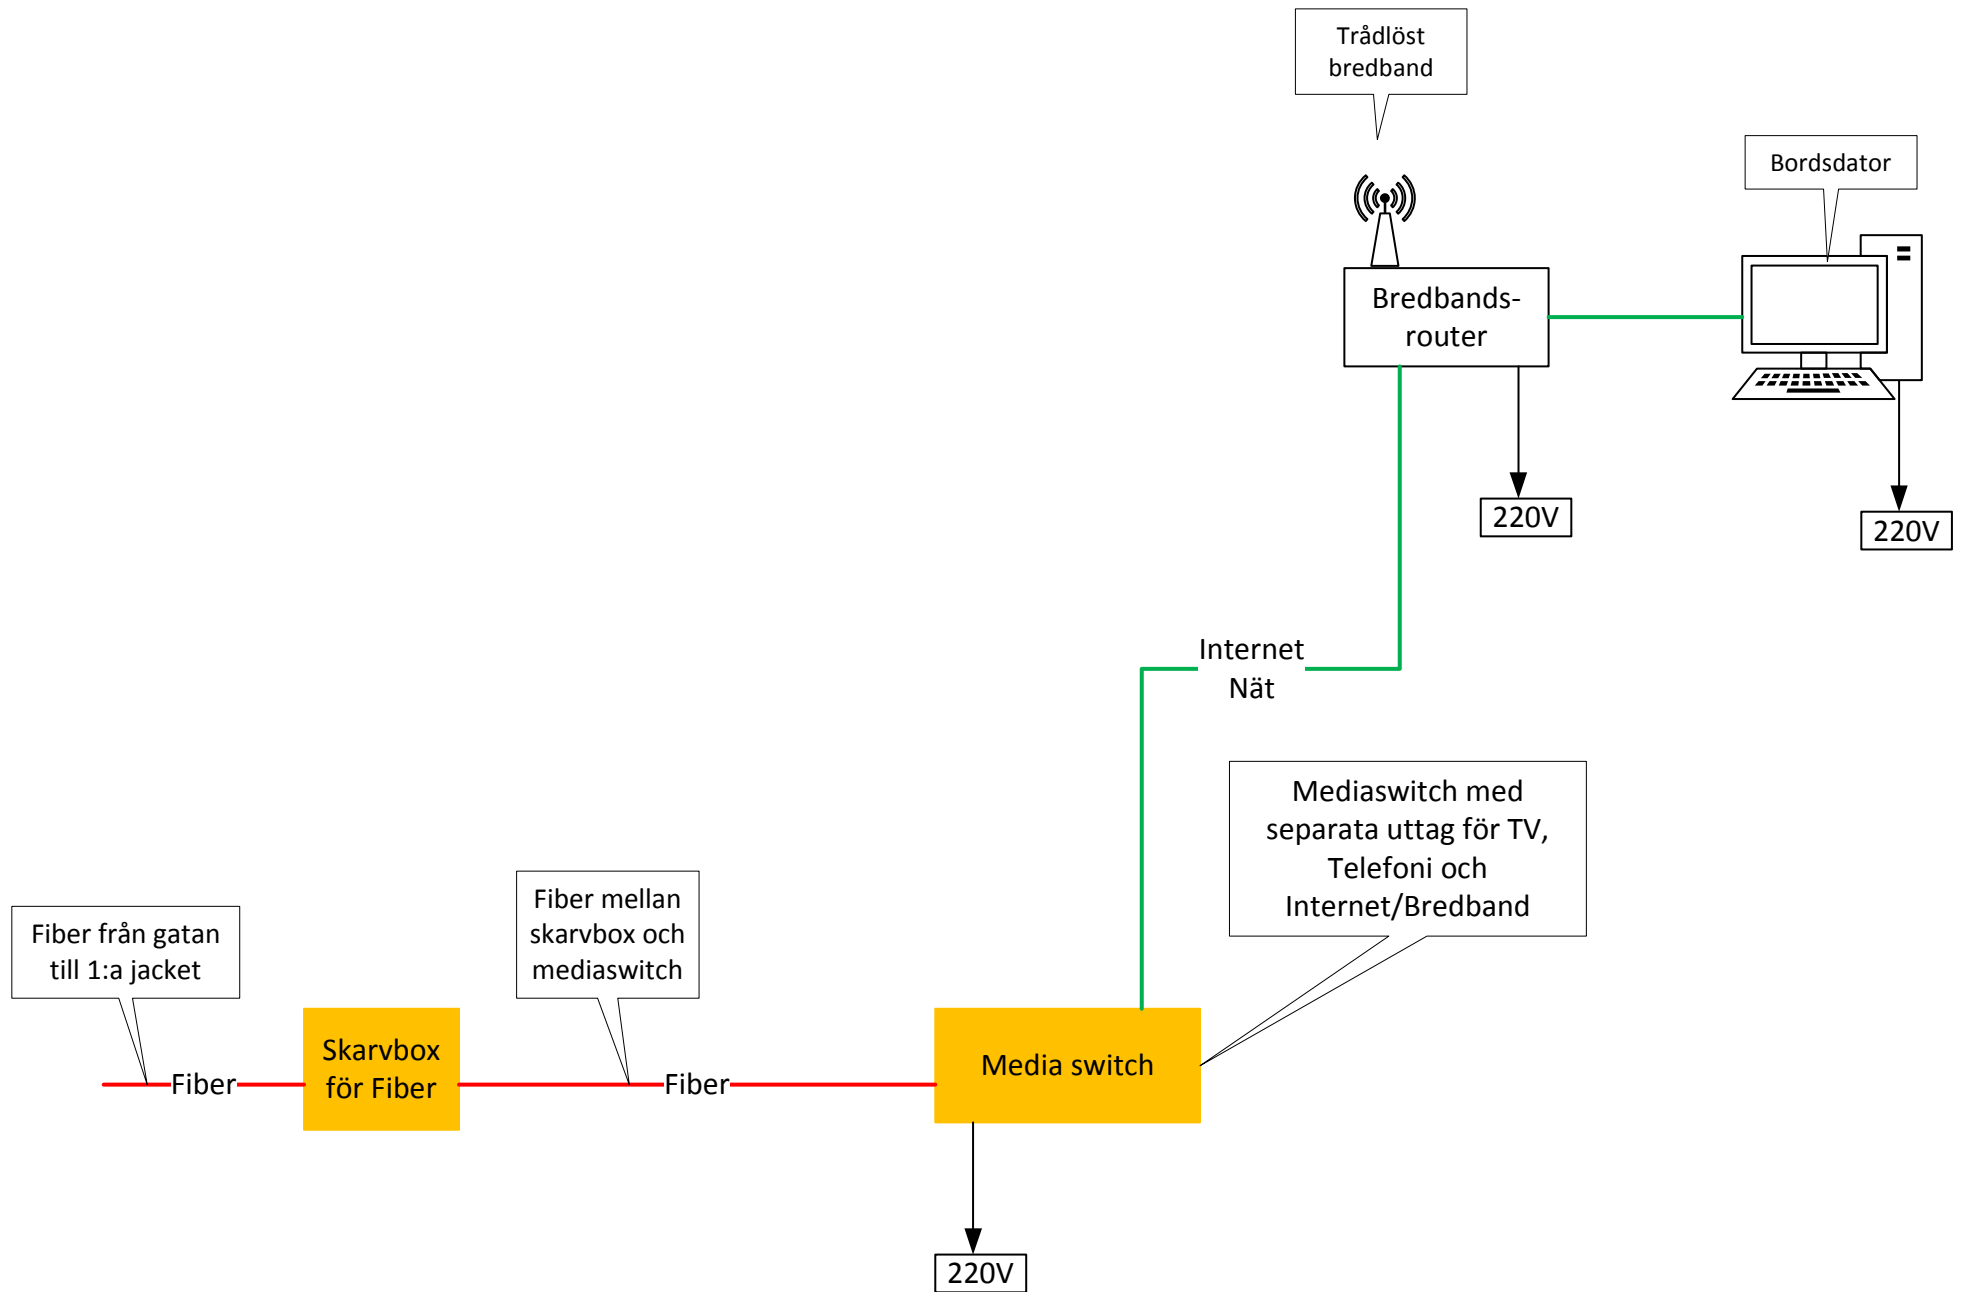 Trådlöst
bredband
Bordsdator
Bredbands-
router
220V
220V
Internet
Nät
Mediaswitch med
separata uttag för TV,
Telefoni och
Internet/Bredband
Fiber från gatan
till 1:a jacket
Fiber mellan
skarvbox och
mediaswitch
Fiber
Skarvbox
för Fiber
Fiber
Media switch
220V